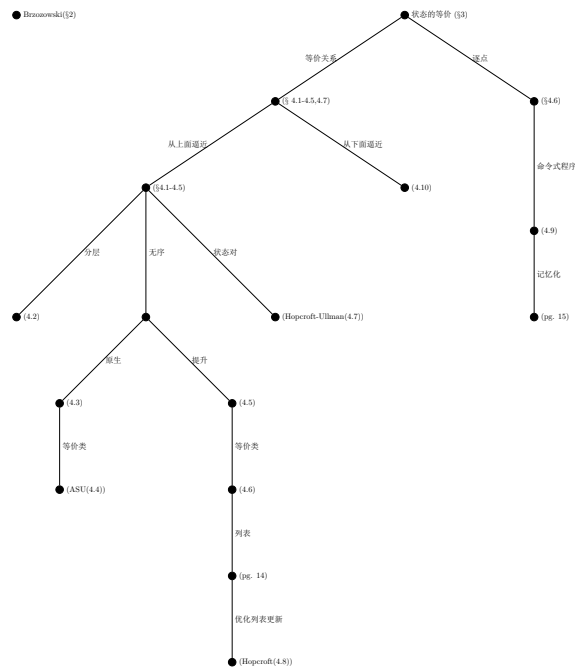 Brzozowski(§2)
状态的等价 (§3)
等价关系
逐点
(§ 4.1-4.5,4.7)
(§4.6)
从上面逼近
从下面逼近
命令式程序
(§4.1-4.5)
(4.10)
(4.9)
分层
无序
状态对
记忆化
(4.2)
(Hopcroft-Ullman(4.7))
(pg. 15)
原生
提升
(4.3)
(4.5)
等价类
等价类
(ASU(4.4))
(4.6)
列表
(pg. 14)
优化列表更新
(Hopcroft(4.8))